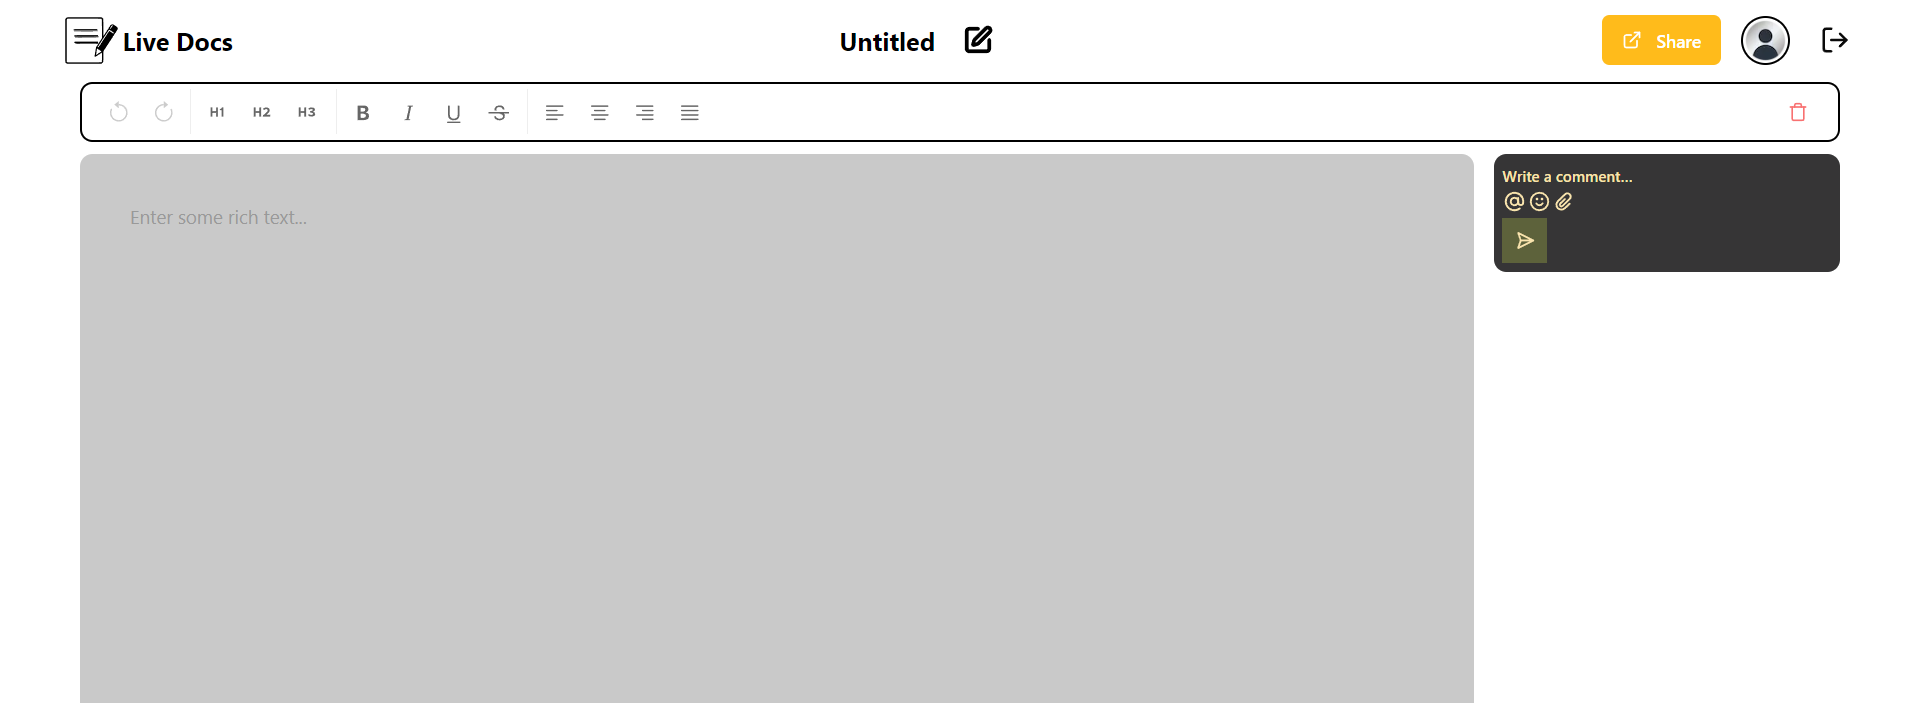 Live Docs
Untitled
Share
H1 H2 H3 B I U S
Enter some rich text...
Write a comment...